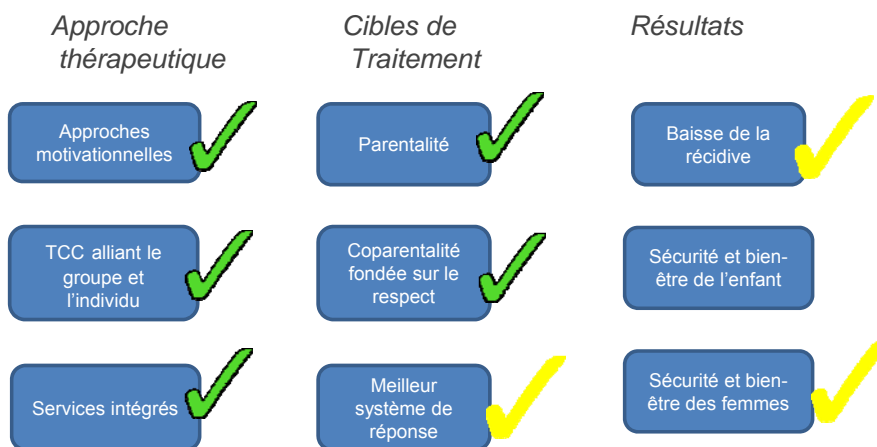 Approche
thérapeutique
Cibles de
Traitement
Résultats
Approches
motivationnelles
Parentalité
Baisse de la
récidive
TCC alliant le
groupe et
l'individu
Coparentalité
fondée sur le
respect
Sécurité et bien-
être de l'enfant
Services intégrés
Meilleur
système de
réponse
Sécurité et bien-
être des femmes